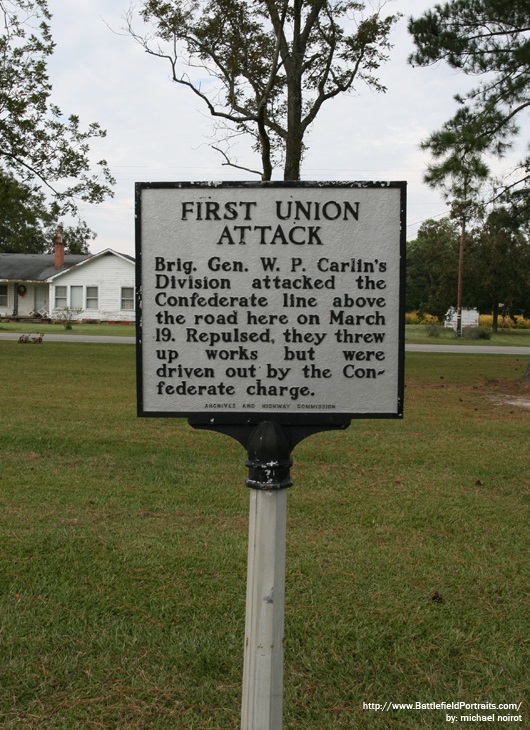 FIRST UNION
ATTACK
Brig. Gen. W. P. Carlin's
Division attacked the
Confederate line above
the road here on March
19. Repulsed, they threw
up works but were
driven out by the Con-
federate charge.
ARCHIVES AND HIGHWAY COMMISSION
http://www.BattlefieldPortraits.com/
by: michael noirot